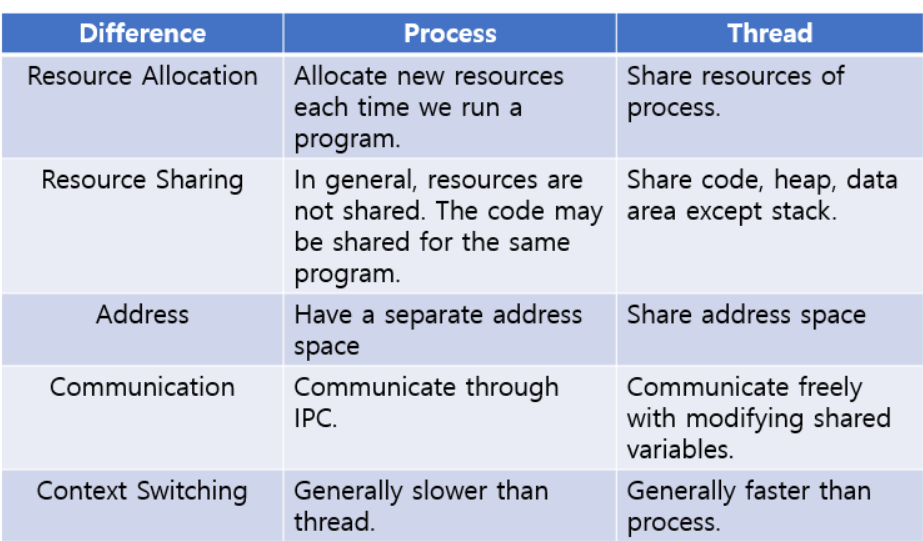 Difference Process Thread
Resource Allocation
Allocate new resources
each time we run a
program.
Share resources of
process.
Resource Sharing
In general, resources are
not shared. The code may
be shared for the same
program.
Share code, heap, data
area except stack.
Address
Have a separate address
space
Share address space
Communication
Communicate through
IPC.
Communicate freely
with modifying shared
variables.
Context Switching
Generally slower than
thread.
Generally faster than
process.